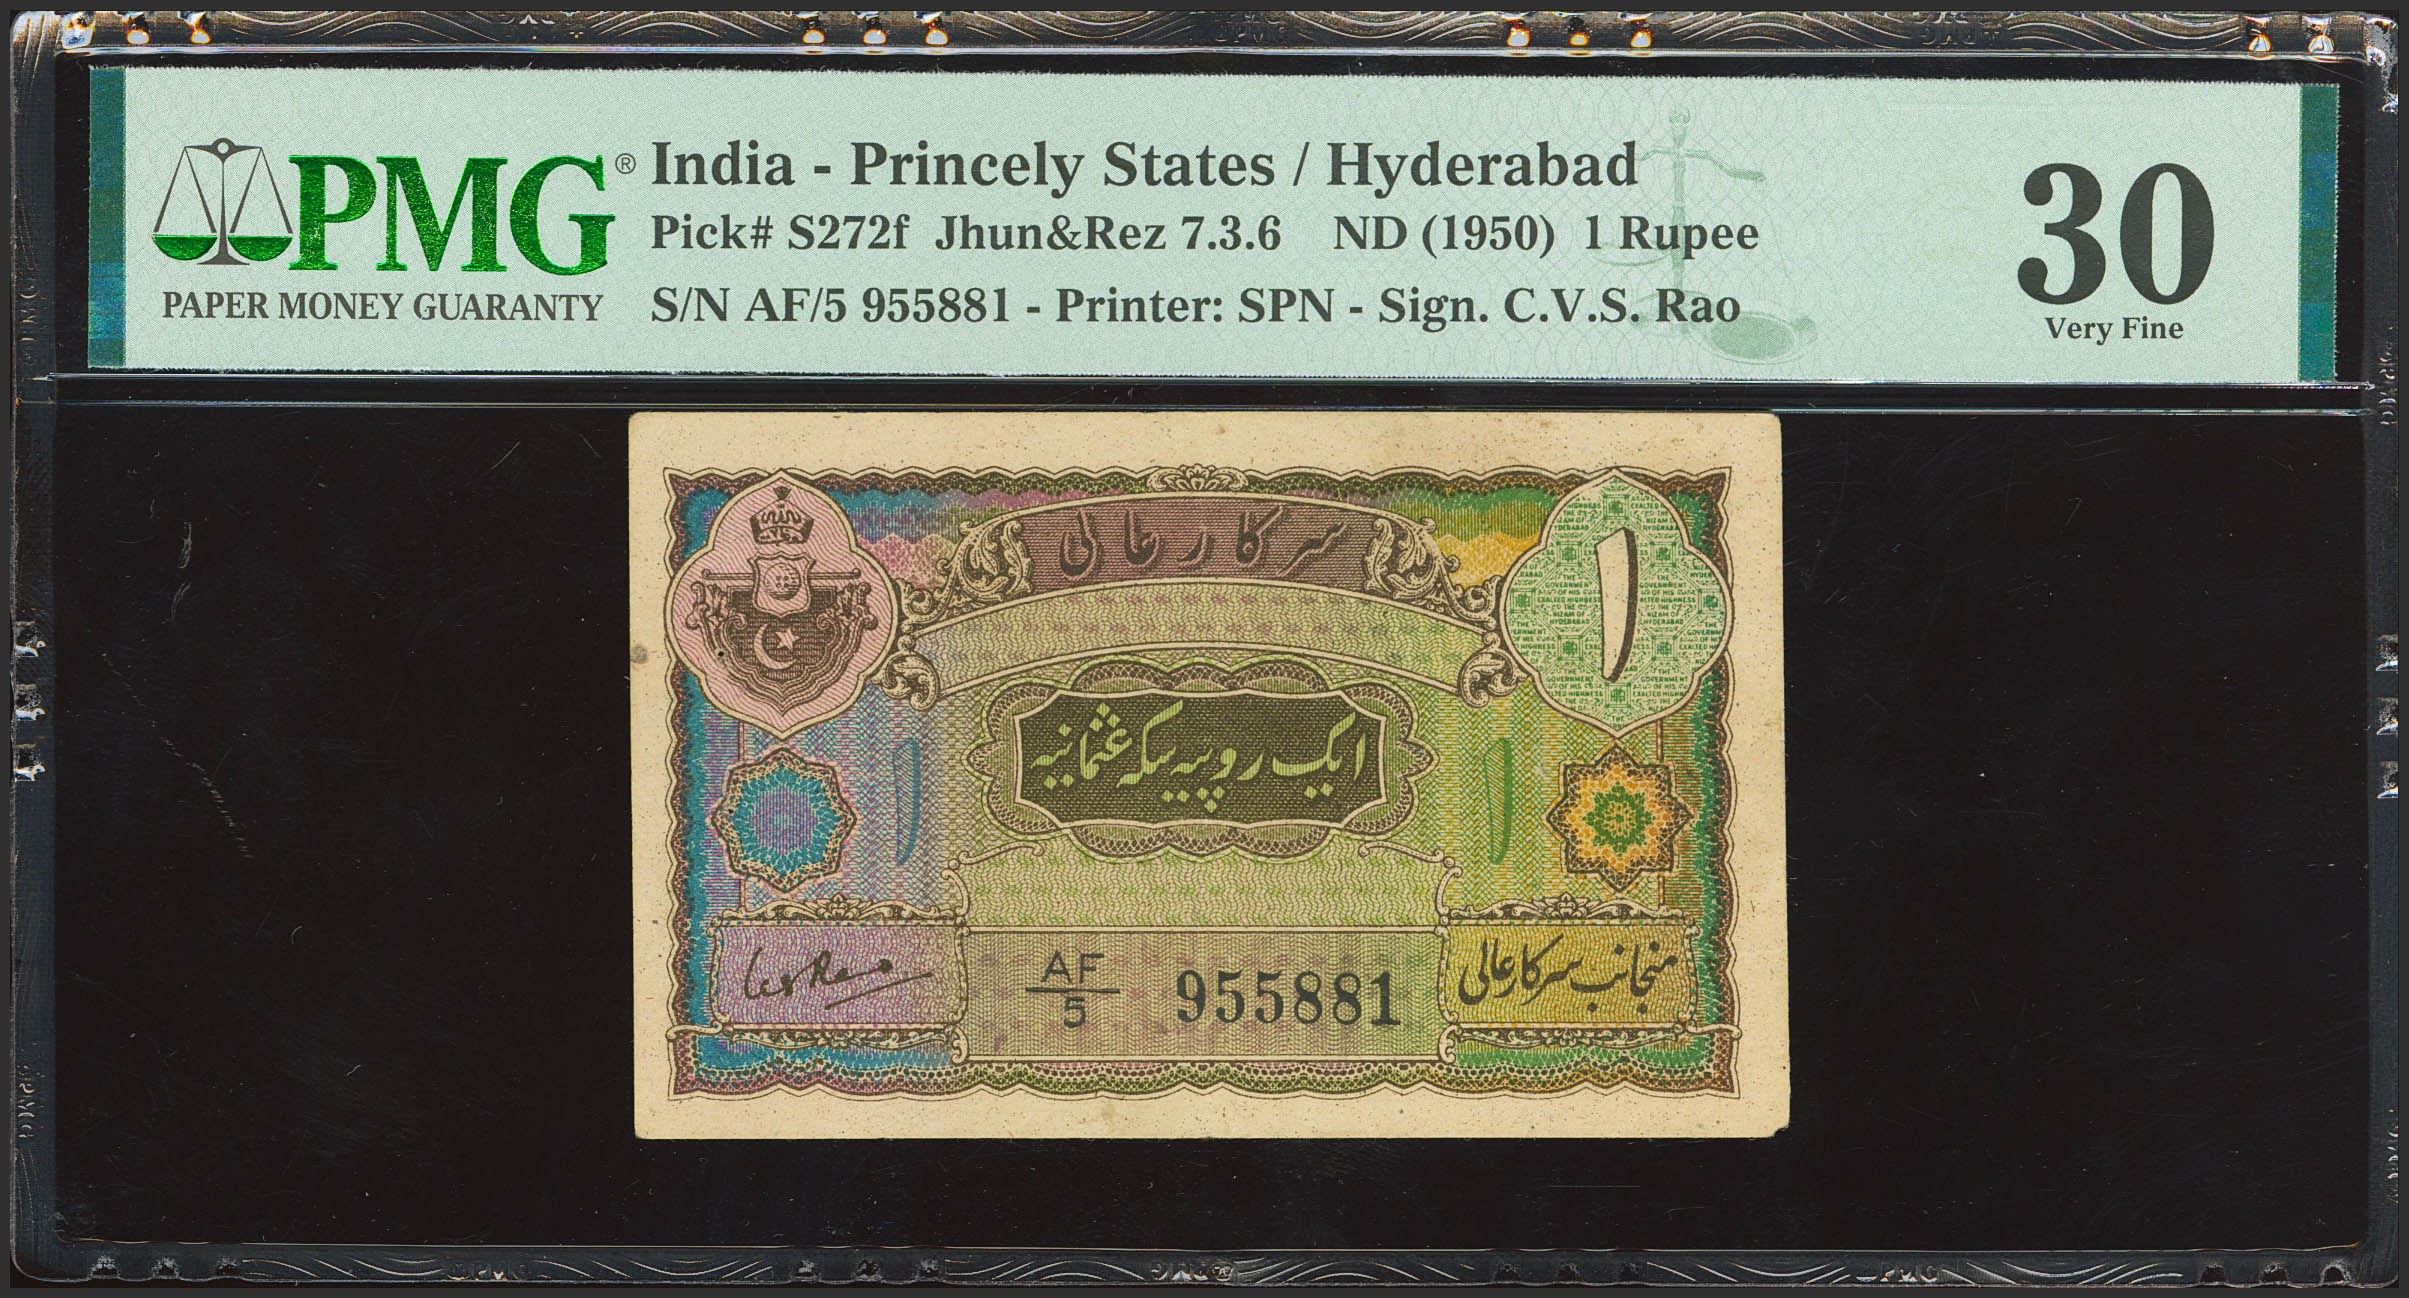 PMG®
PAPER MONEY GUARANTY
India - Princely States / Hyderabad
Pick# S272f Jhun&Rez 7.3.6 ND (1950) 1 Rupee
S/N AF/5 955881 - Printer: SPN - Sign. C.V.S. Rao
30
Very Fine
سرکار عالی
۱
ایک روپیہ سکہ عثمانیہ
۱ ۱
AF/5 955881
منجانب سرکار عالی